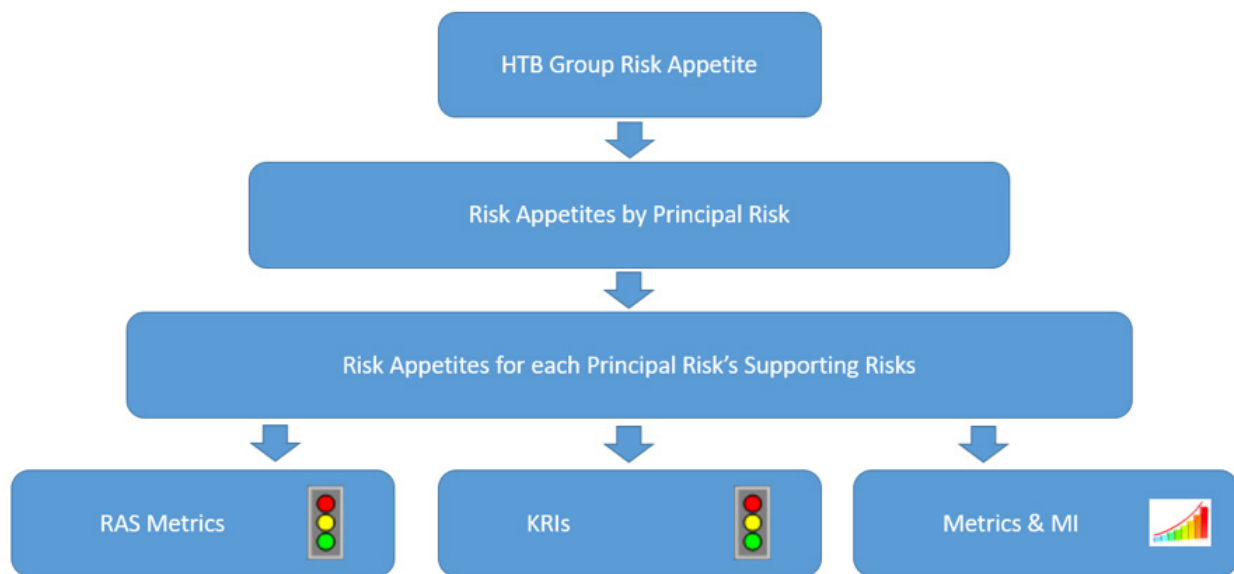 HTB Group Risk Appetite
Risk Appetites by Principal Risk
Risk Appetites for each Principal Risk’s Supporting Risks
RAS Metrics
KRIs
Metrics & MI